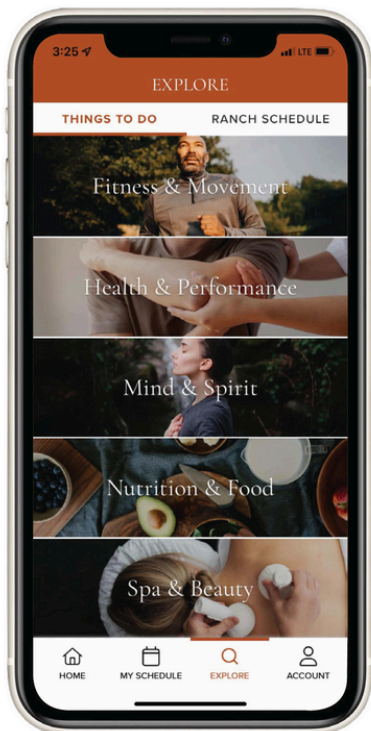 3:25
LTE
EXPLORE
THINGS TO DO
RANCH SCHEDULE
Fitness & Movement
Health & Performance
Mind & Spirit
Nutrition & Food
Spa & Beauty
HOME
MY SCHEDULE
EXPLORE
ACCOUNT